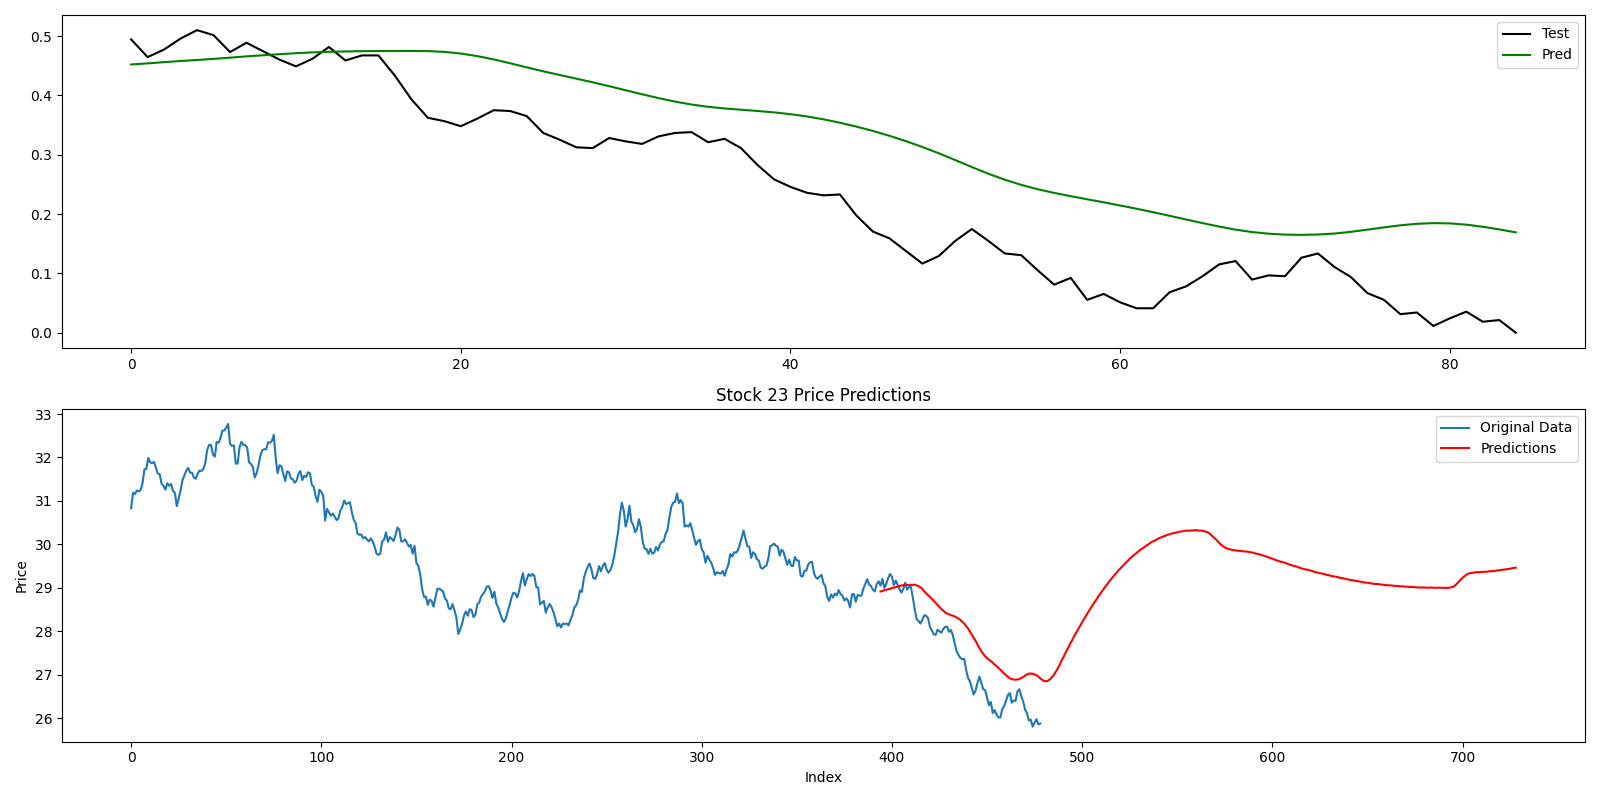 0.5
0.4
0.3
0.2
0.1
0.0
Test
Pred
0 20 40 60 80
Stock 23 Price Predictions
33
32
31
30
29
28
27
26
Price
Original Data
Predictions
0 100 200 300 400 500 600 700
Index